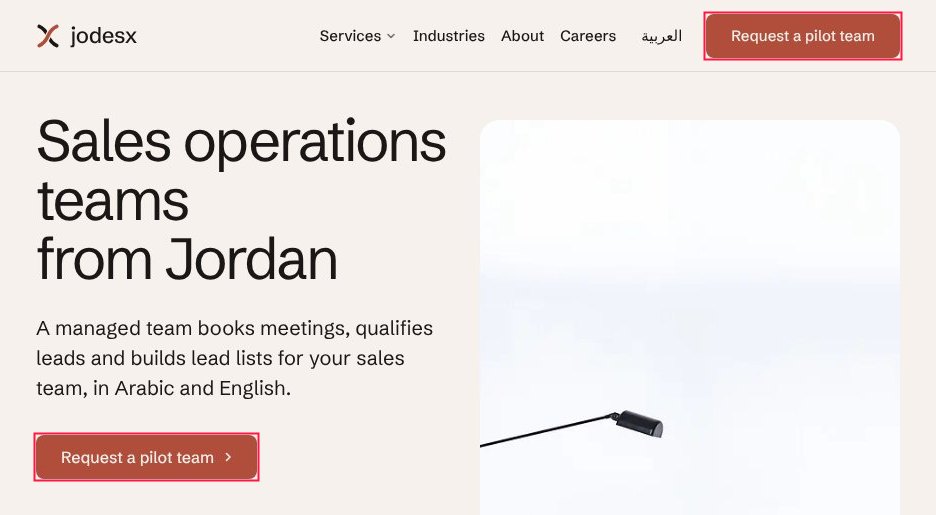 jodesx
Services
Industries
About
Careers
العربية
Request a pilot team
Sales operations
teams
from Jordan
A managed team books meetings, qualifies
leads and builds lead lists for your sales
team, in Arabic and English.
Request a pilot team